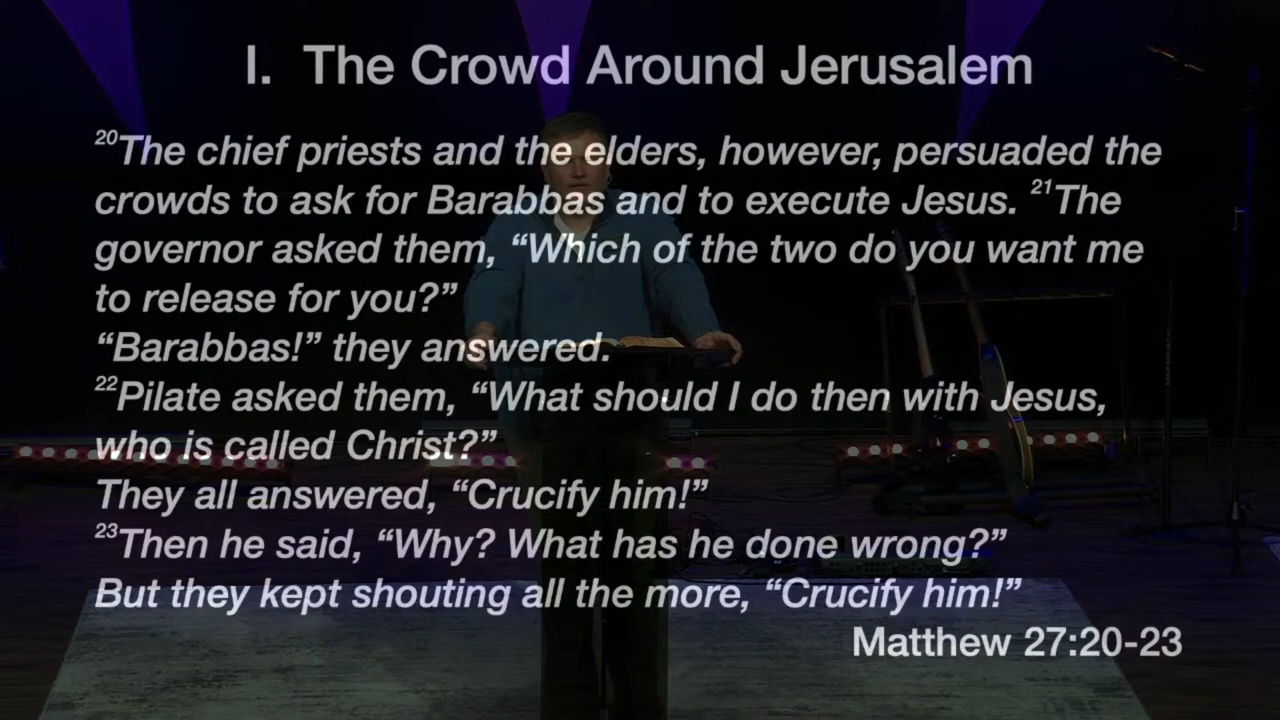 I. The Crowd Around Jerusalem
20The chief priests and the elders, however, persuaded the
crowds to ask for Barabbas and to execute Jesus. 21The
governor asked them, “Which of the two do you want me
to release for you?”
“Barabbas!” they answered.
22Pilate asked them, “What should I do then with Jesus,
who is called Christ?”
They all answered, “Crucify him!”
23Then he said, “Why? What has he done wrong?”
But they kept shouting all the more, “Crucify him!”
Matthew 27:20-23